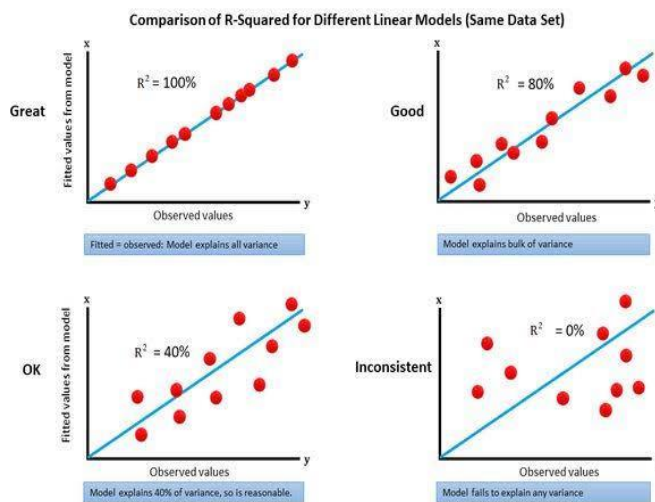 Comparison of R-Squared for Different Linear Models (Same Data Set)
Great
x
Fitted values from model
R² = 100%
y
Observed values
Fitted = observed: Model explains all variance
Good
x
R² = 80%
y
Observed values
Model explains bulk of variance
OK
x
Fitted values from model
R² = 40%
y
Observed values
Model explains 40% of variance, so is reasonable.
Inconsistent
x
R² = 0%
y
Observed values
Model fails to explain any variance